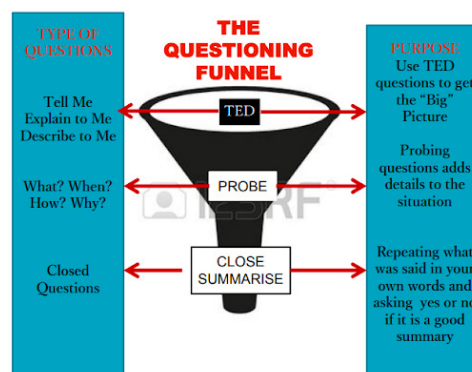 THE
QUESTIONING
FUNNEL
TYPE OF
QUESTIONS
Tell Me
Explain to Me
Describe to Me
What? When?
How? Why?
Closed
Questions
TED
PROBE
CLOSE
SUMMARISE
PURPOSE
Use TED
questions to get
the "Big"
Picture
Probing
questions adds
details to the
situation
Repeating what
was said in your
own words and
asking yes or no
if it is a good
summary